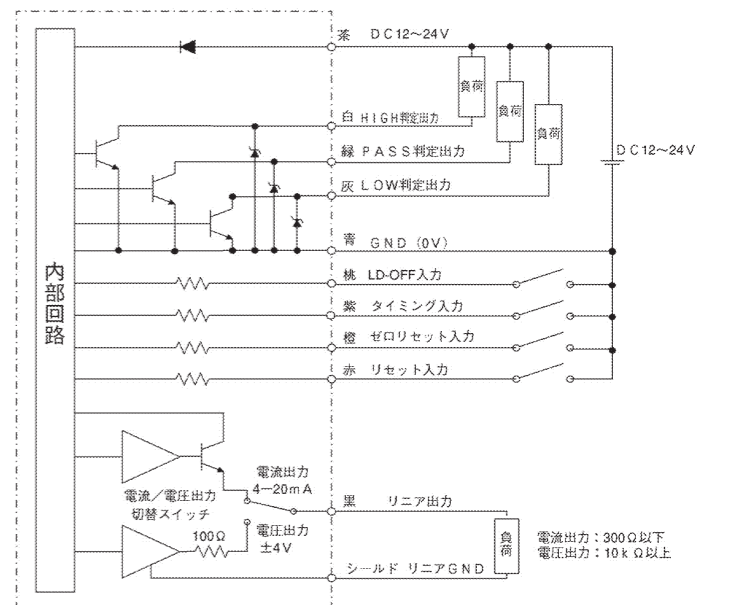 茶 DC12～24V
負荷
負荷
負荷
白 HIGH判定出力
緑 PASS判定出力
DC12～24V
灰 LOW判定出力
青 GND (0V)
内部回路
桃 LD-OFF入力
紫 タイミング入力
橙 ゼロリセット入力
赤 リセット入力
電流出力
4―20mA
電流／電圧出力
切替スイッチ
黒 リニア出力
100Ω
電圧出力
±4V
負荷
電流出力：300Ω以下
電圧出力：10kΩ以上
シールド リニアGND